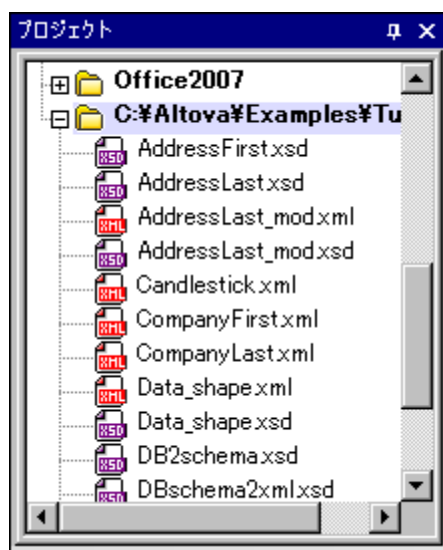 プロジェクト
Office2007
C:¥Altova¥Examples¥Tu
AddressFirst.xsd
AddressLast.xsd
AddressLast_mod.xml
AddressLast_mod.xsd
Candlestick.xml
CompanyFirst.xml
CompanyLast.xml
Data_shape.xml
Data_shape.xsd
DB2schema.xsd
DBschema2xml.xsd